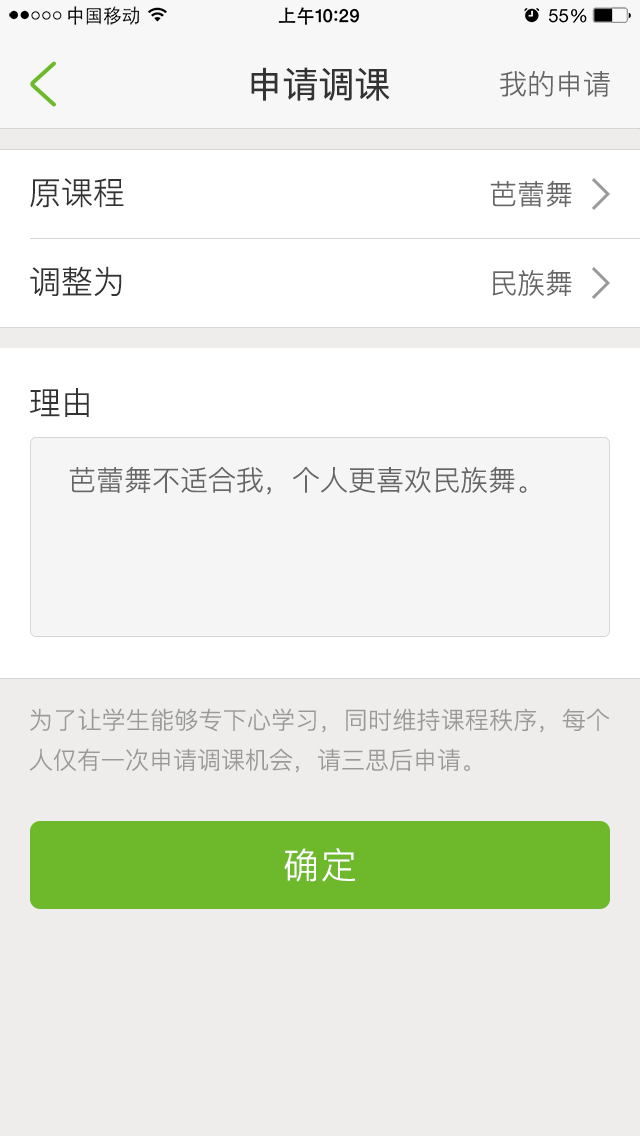 中国移动 上午10:29 55%
申请调课 我的申请
原课程 芭蕾舞
调整为 民族舞
理由
芭蕾舞不适合我，个人更喜欢民族舞。
为了让学生能够专下心学习，同时维持课程秩序，每个
人仅有一次申请调课机会，请三思后申请。
确定